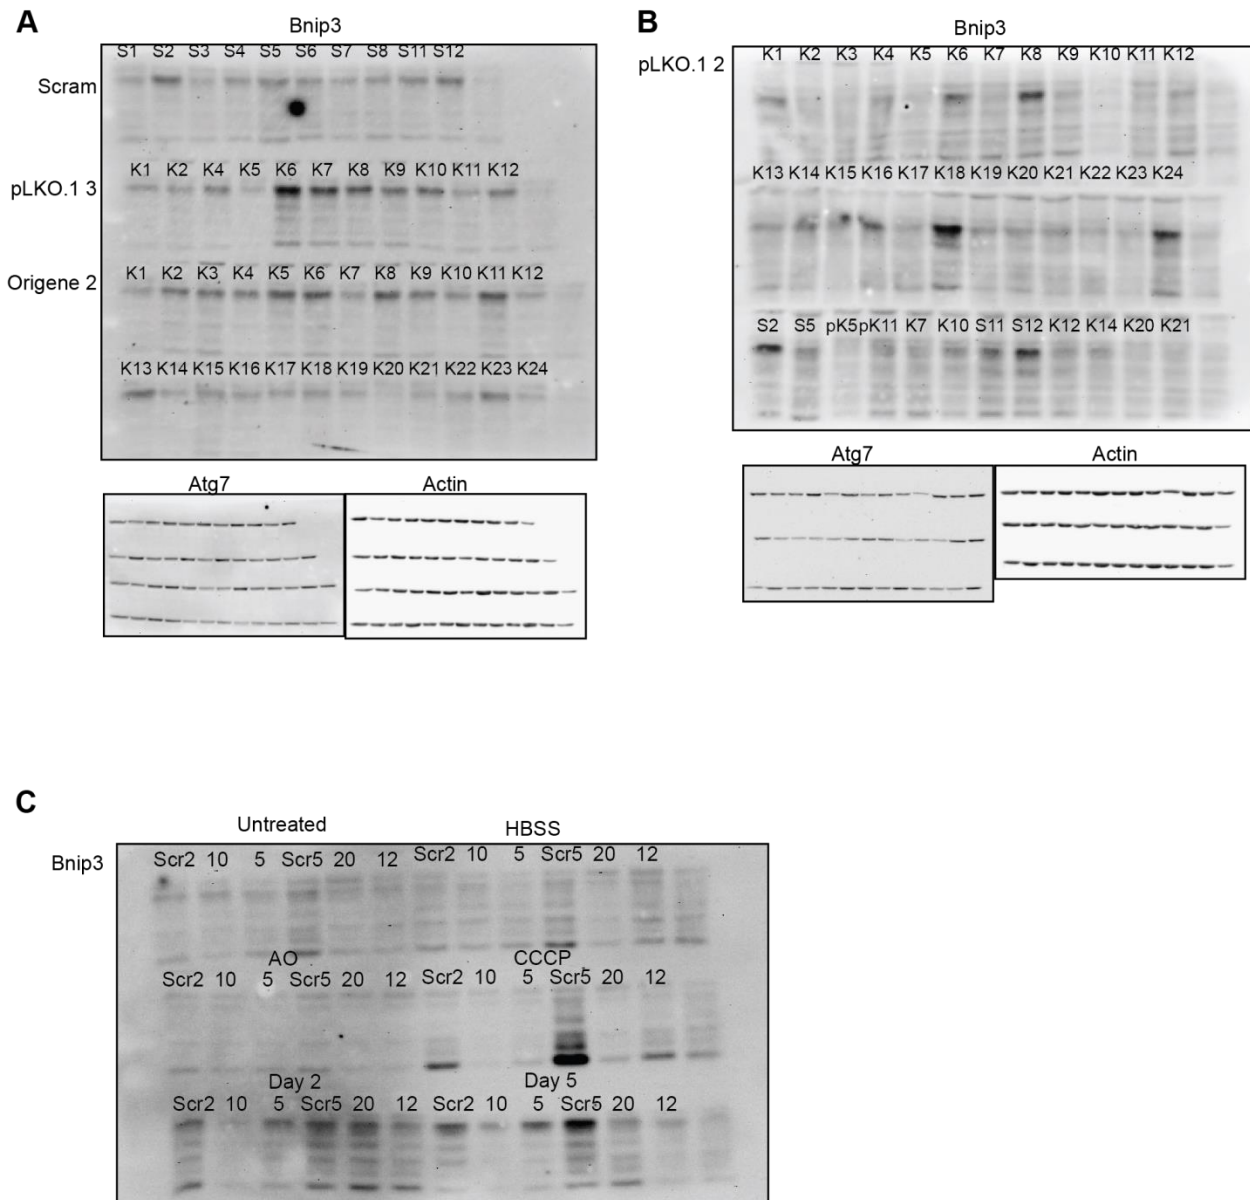 A
Bnip3
S1 S2 S3 S4 S5 S6 S7 S8 S11 S12
Scram
K1 K2 K4 K5 K6 K7 K8 K9 K10 K11 K12
pLKO.1 3
K1 K2 K3 K4 K5 K6 K7 K8 K9 K10 K11 K12
Origene 2
K13 K14 K15 K16 K17 K18 K19 K20 K21 K22 K23 K24
Atg7 Actin
B
Bnip3
K1 K2 K3 K4 K5 K6 K7 K8 K9 K10 K11 K12
pLKO.1 2
K13 K14 K15 K16 K17 K18 K19 K20 K21 K22 K23 K24
S2 S5 pK5 pK11 K7 K10 S11 S12 K12 K14 K20 K21
Atg7 Actin
C
Untreated HBSS
Bnip3
Scr2 10 5 Scr5 20 12 Scr2 10 5 Scr5 20 12
AO CCCP
Scr2 10 5 Scr5 20 12 Scr2 10 5 Scr5 20 12
Day 2 Day 5
Scr2 10 5 Scr5 20 12 Scr2 10 5 Scr5 20 12